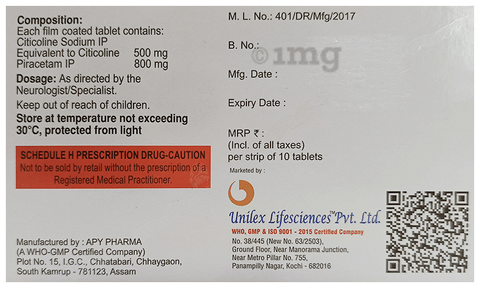 Composition:
Each film coated tablet contains:
Citicoline Sodium IP
Equivalent to Citicoline 500 mg
Piracetam IP 800 mg
Dosage: As directed by the
Neurologist/Specialist.
Keep out of reach of children.
Store at temperature not exceeding
30°C, protected from light
SCHEDULE H PRESCRIPTION DRUG-CAUTION
Not to be sold by retail without the prescription of a
Registered Medical Practitioner.
Manufactured by : APY PHARMA
(A WHO-GMP Certified Company)
Plot No. 15, I.G.C., Chhatabari, Chhaygaon,
South Kamrup - 781123, Assam
M. L. No.: 401/DR/Mfg/2017
B. No.:
©1mg
Mfg. Date :
Expiry Date :
MRP ₹ :
(Incl. of all taxes)
per strip of 10 tablets
Marketed by :
Unilex Lifesciences™ Pvt. Ltd.
WHO, GMP & ISO 9001 - 2015 Certified Company
No. 38/445 (New No. 63/2503),
Ground Floor, Near Manorama Junction,
Near Metro Pillar No. 755,
Panampilly Nagar, Kochi - 682016